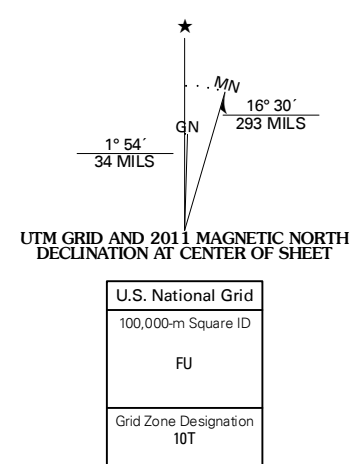 ★
MN
GN
16° 30´
293 MILS
1° 54´
34 MILS
UTM GRID AND 2011 MAGNETIC NORTH
DECLINATION AT CENTER OF SHEET
U.S. National Grid
100,000-m Square ID
FU
Grid Zone Designation
10T